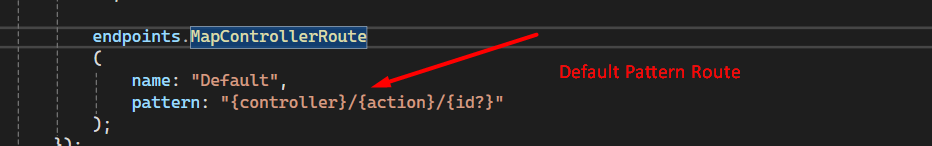 endpoints.MapControllerRoute
(
name: "Default",
Default Pattern Route
pattern: "{controller}/{action}/{id?}"
);
});